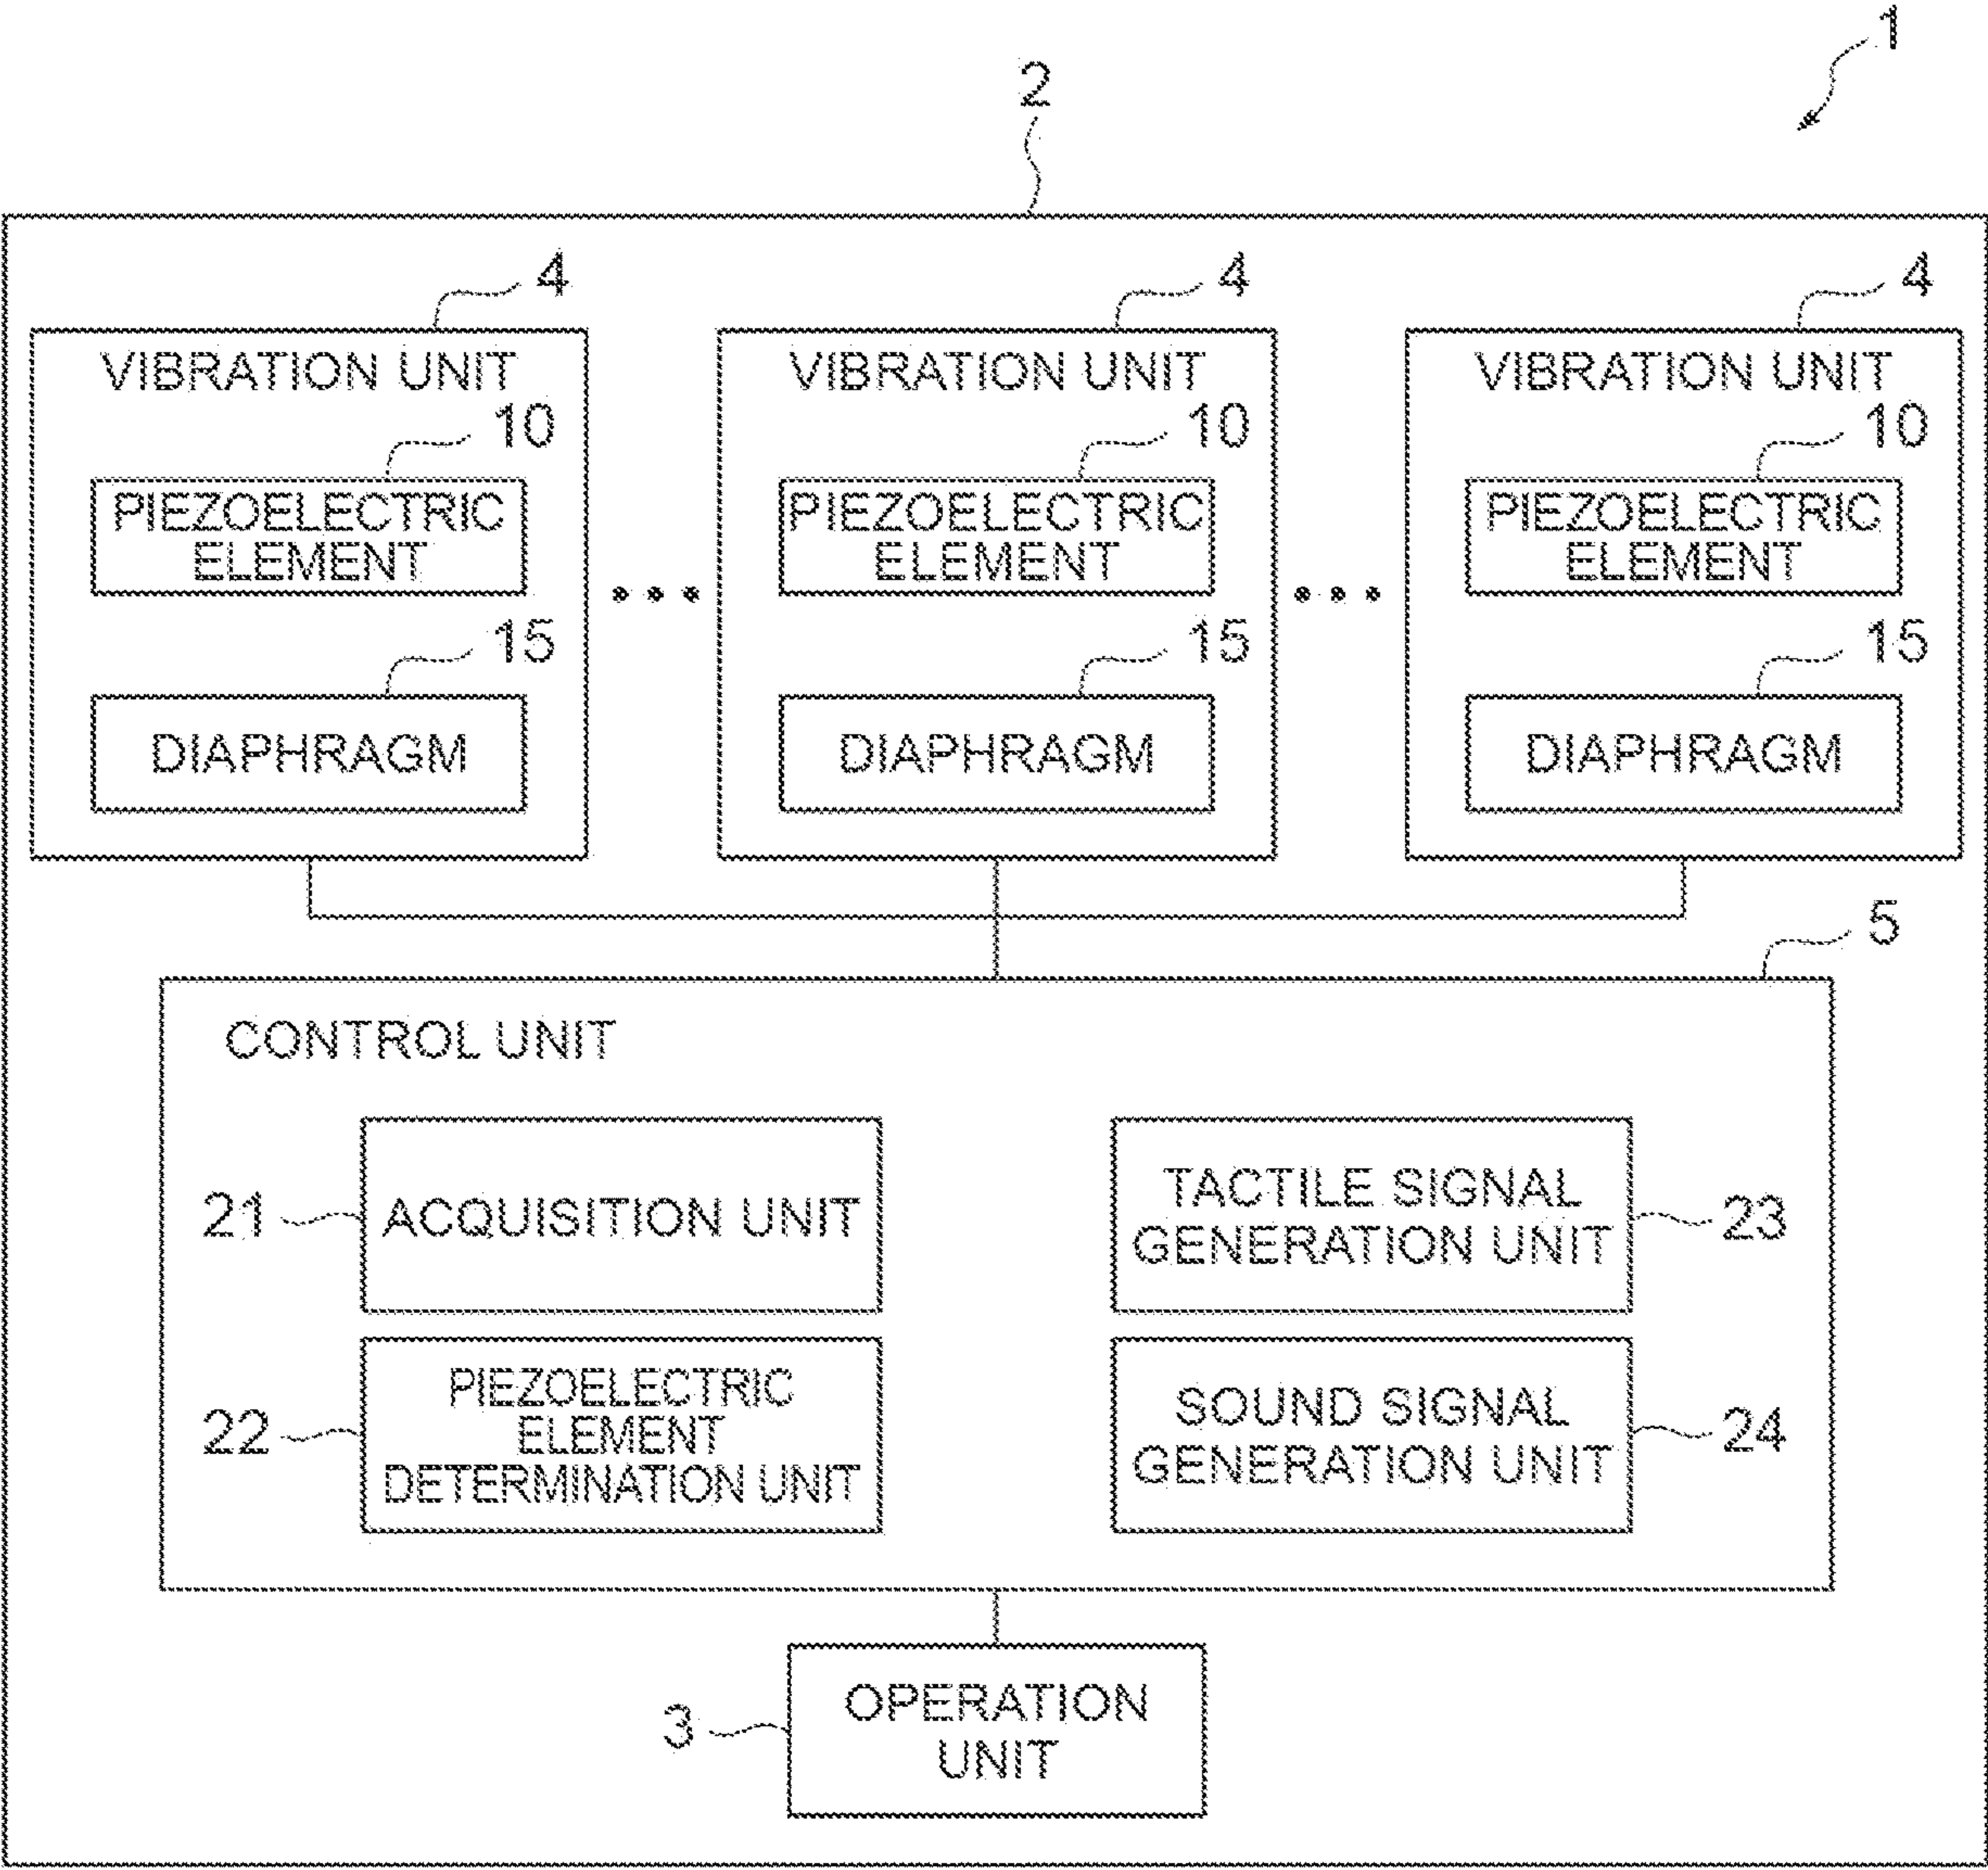 1
2
4 4 4
VIBRATION UNIT VIBRATION UNIT VIBRATION UNIT
10 10 10
PIEZOELECTRIC PIEZOELECTRIC PIEZOELECTRIC
ELEMENT ELEMENT ELEMENT
15 15 15
DIAPHRAGM DIAPHRAGM DIAPHRAGM
5
CONTROL UNIT
21 ACQUISITION UNIT
TACTILE SIGNAL
GENERATION UNIT 23
22 PIEZOELECTRIC
ELEMENT
DETERMINATION UNIT
SOUND SIGNAL
GENERATION UNIT 24
3 OPERATION
UNIT